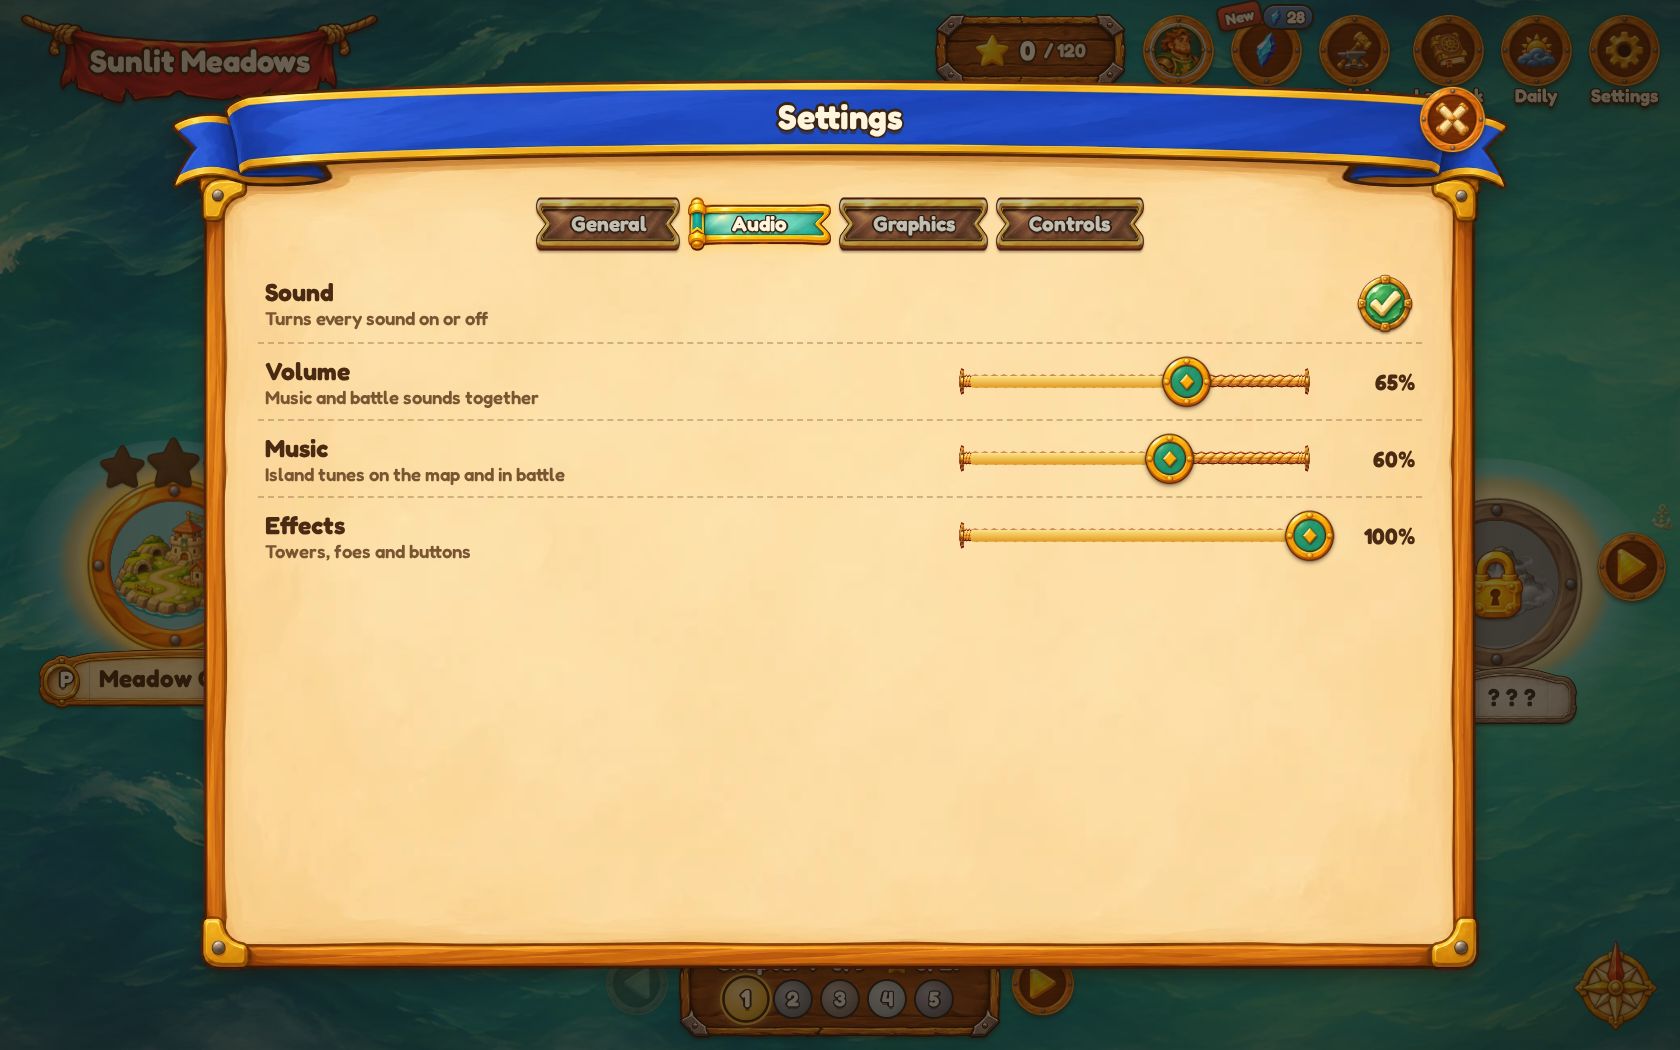 Sunlit Meadows
0 / 120
New
28
Daily
Settings
Settings
General
Audio
Graphics
Controls
Sound
Turns every sound on or off
Volume
Music and battle sounds together
65%
Music
Island tunes on the map and in battle
60%
Effects
Towers, foes and buttons
100%
P
Meadow
? ? ?
1 2 3 4 5